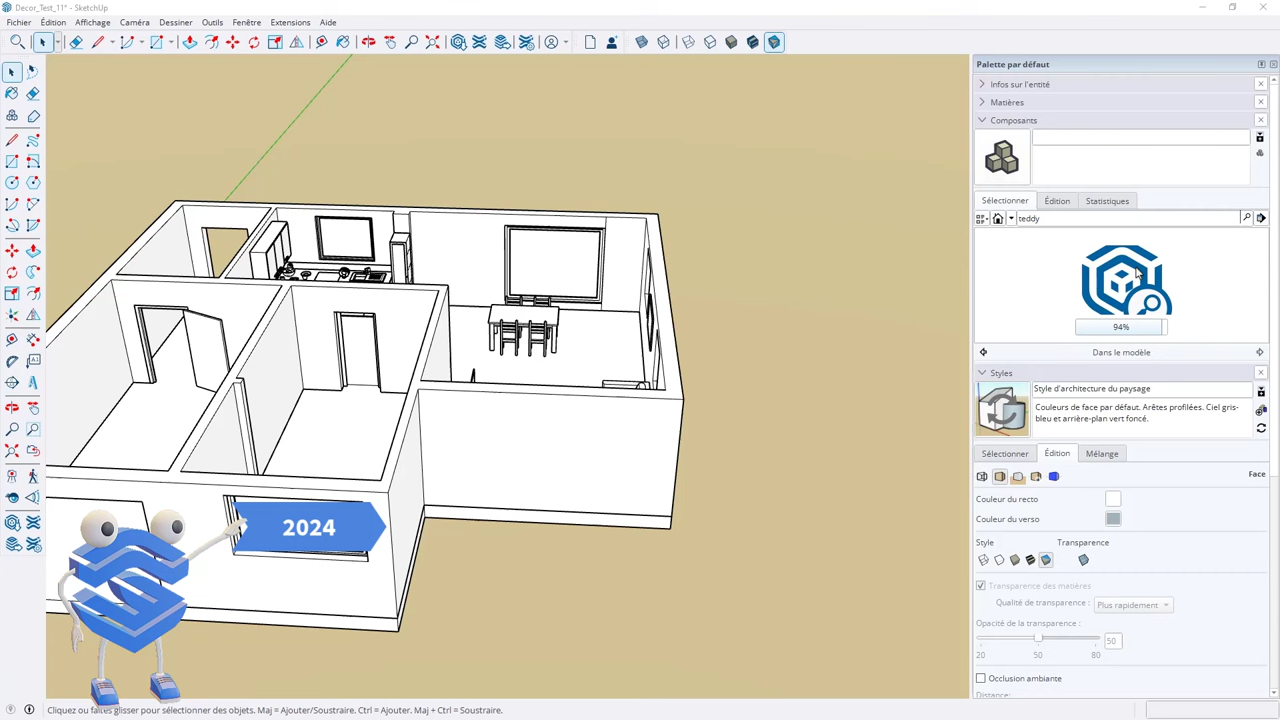 Decor_Test_11* - SketchUp
Fichier Édition Affichage Caméra Dessiner Outils Fenêtre Extensions Aide
Palette par défaut
Infos sur l'entité
Matières
Composants
Sélectionner Édition Statistiques
teddy
94%
Dans le modèle
Styles
Style d'architecture du paysage
Couleurs de face par défaut. Arêtes profilées. Ciel gris-
bleu et arrière-plan vert foncé.
Sélectionner Édition Mélange
Face
Couleur du recto
Couleur du verso
Style Transparence
Transparence des matières
Qualité de transparence : Plus rapidement
Opacité de la transparence :
50
20 50 80
Occlusion ambiante
Distance:
2024
Cliquez ou faites glisser pour sélectionner des objets. Maj = Ajouter/Soustraire. Ctrl = Ajouter. Maj + Ctrl = Soustraire.